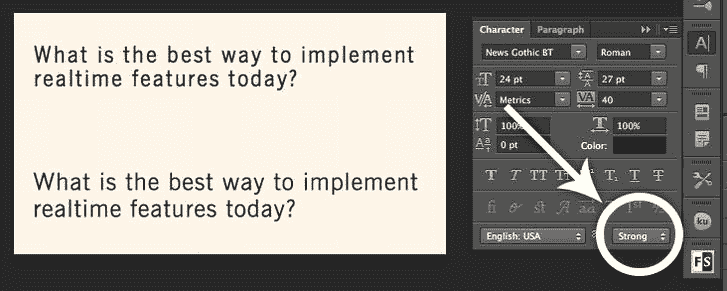 What is the best way to implement
realtime features today?
What is the best way to implement
realtime features today?
Character Paragraph
News Gothic BT Roman
24 pt 27 pt
Metrics 40
100% 100%
0 pt Color:
English: USA Strong
ku
FS